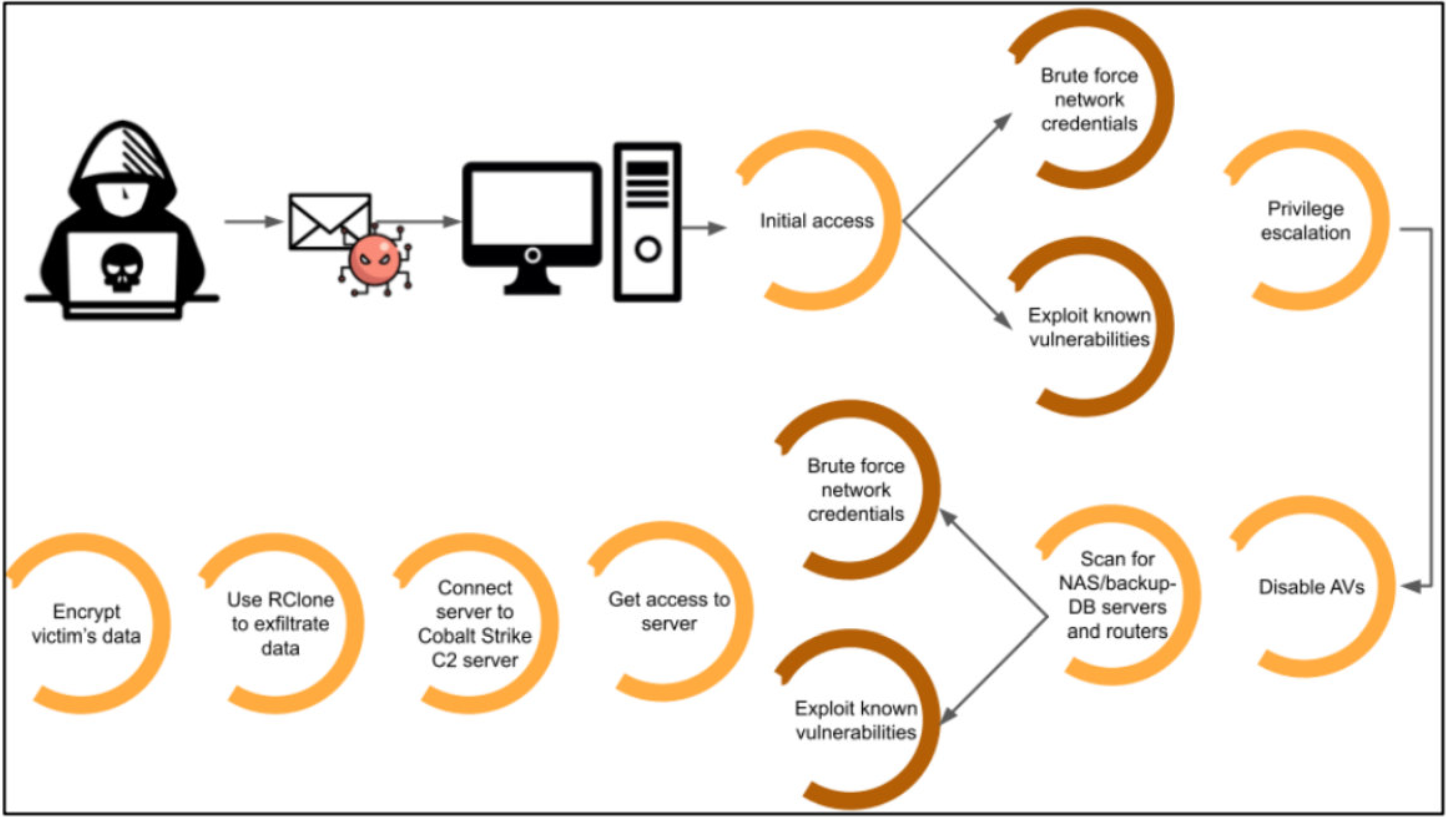 Initial access
Brute force
network
credentials
Exploit known
vulnerabilities
Privilege
escalation
Disable AVs
Scan for
NAS/backup-
DB servers
and routers
Brute force
network
credentials
Exploit known
vulnerabilities
Get access to
server
Connect
server to
Cobalt Strike
C2 server
Use RClone
to exfiltrate
data
Encrypt
victim's data